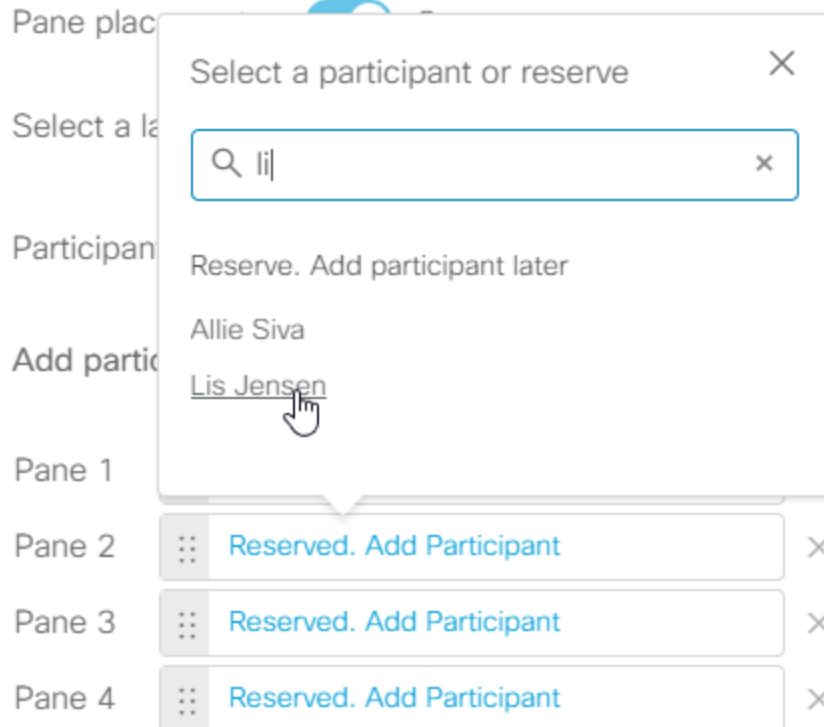 Pane plac
Select a participant or reserve
Select a la
li
Participan
Reserve. Add participant later
Allie Siva
Add partic
Lis Jensen
Pane 1
Pane 2 Reserved. Add Participant
Pane 3 Reserved. Add Participant
Pane 4 Reserved. Add Participant